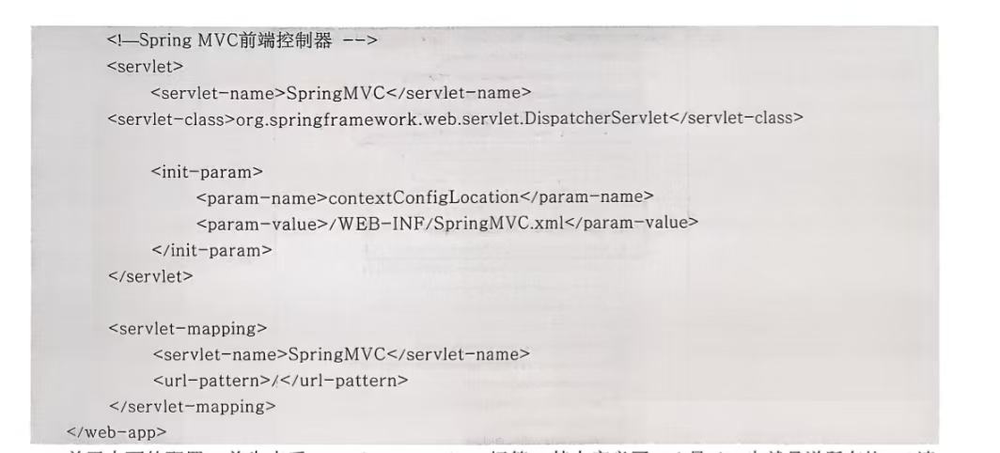 <!—Spring MVC前端控制器 -->
<servlet>
<servlet-name>SpringMVC</servlet-name>
<servlet-class>org.springframework.web.servlet.DispatcherServlet</servlet-class>
<init-param>
<param-name>contextConfigLocation</param-name>
<param-value>/WEB-INF/SpringMVC.xml</param-value>
</init-param>
</servlet>
<servlet-mapping>
<servlet-name>SpringMVC</servlet-name>
<url-pattern>/</url-pattern>
</servlet-mapping>
</web-app>